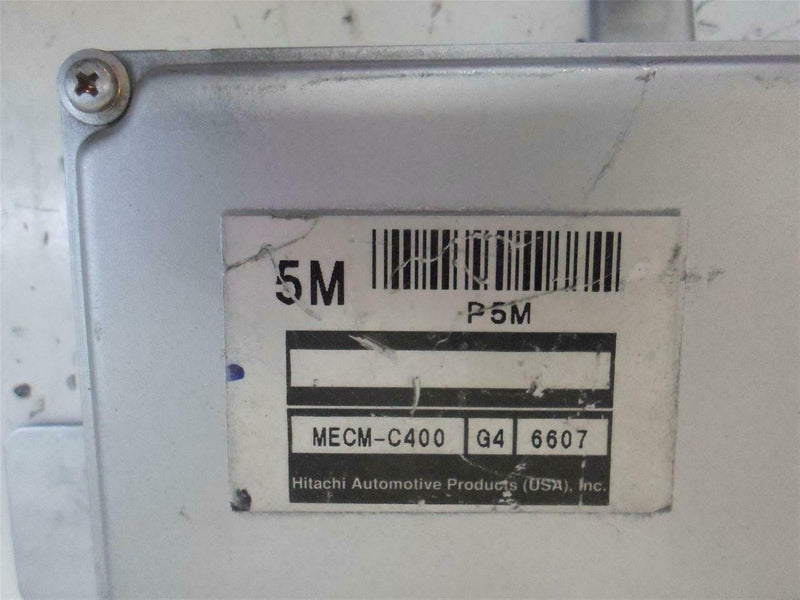 5M
P5M
MECM-C400 G4 6607
Hitachi Automotive Products (USA), Inc.